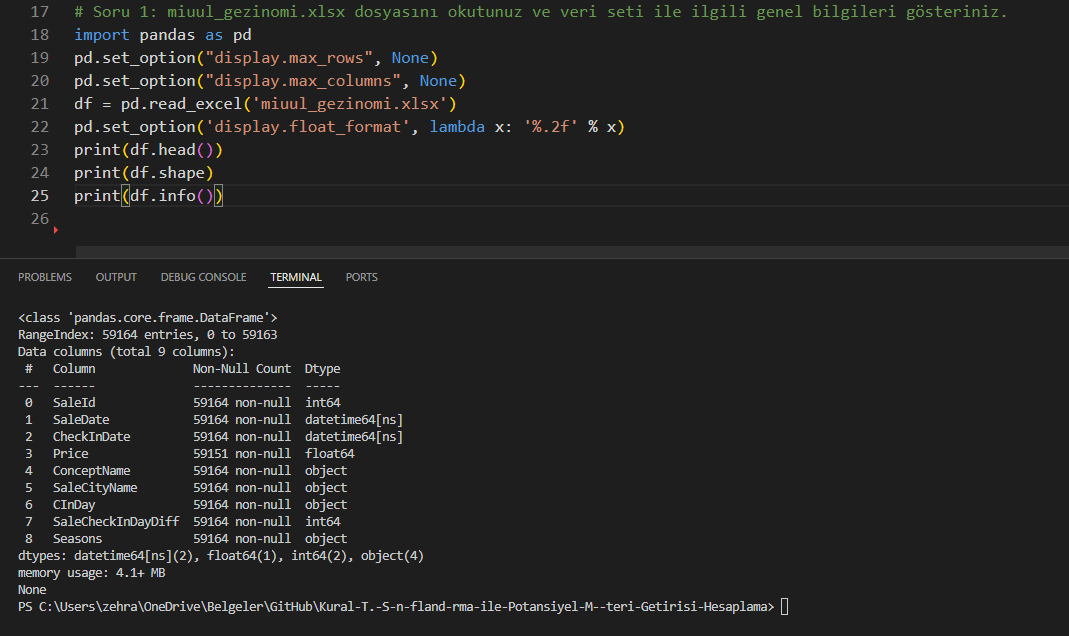 17 # Soru 1: miuul_gezinomi.xlsx dosyasını okutunuz ve veri seti ile ilgili genel bilgileri gösteriniz.
18 import pandas as pd
19 pd.set_option("display.max_rows", None)
20 pd.set_option("display.max_columns", None)
21 df = pd.read_excel('miuul_gezinomi.xlsx')
22 pd.set_option('display.float_format', lambda x: '%.2f' % x)
23 print(df.head())
24 print(df.shape)
25 print(df.info())
26
PROBLEMS OUTPUT DEBUG CONSOLE TERMINAL PORTS
<class 'pandas.core.frame.DataFrame'>
RangeIndex: 59164 entries, 0 to 59163
Data columns (total 9 columns):
 #   Column              Non-Null Count  Dtype
---  ------              --------------  -----
 0   SaleId              59164 non-null  int64
 1   SaleDate            59164 non-null  datetime64[ns]
 2   CheckInDate         59164 non-null  datetime64[ns]
 3   Price               59151 non-null  float64
 4   ConceptName         59164 non-null  object
 5   SaleCityName        59164 non-null  object
 6   CInDay              59164 non-null  object
 7   SaleCheckInDayDiff  59164 non-null  int64
 8   Seasons             59164 non-null  object
dtypes: datetime64[ns](2), float64(1), int64(2), object(4)
memory usage: 4.1+ MB
None
PS C:\Users\zehra\OneDrive\Belgeler\GitHub\Kural-T.-S-n-fland-rma-ile-Potansiyel-M--teri-Getirisi-Hesaplama>